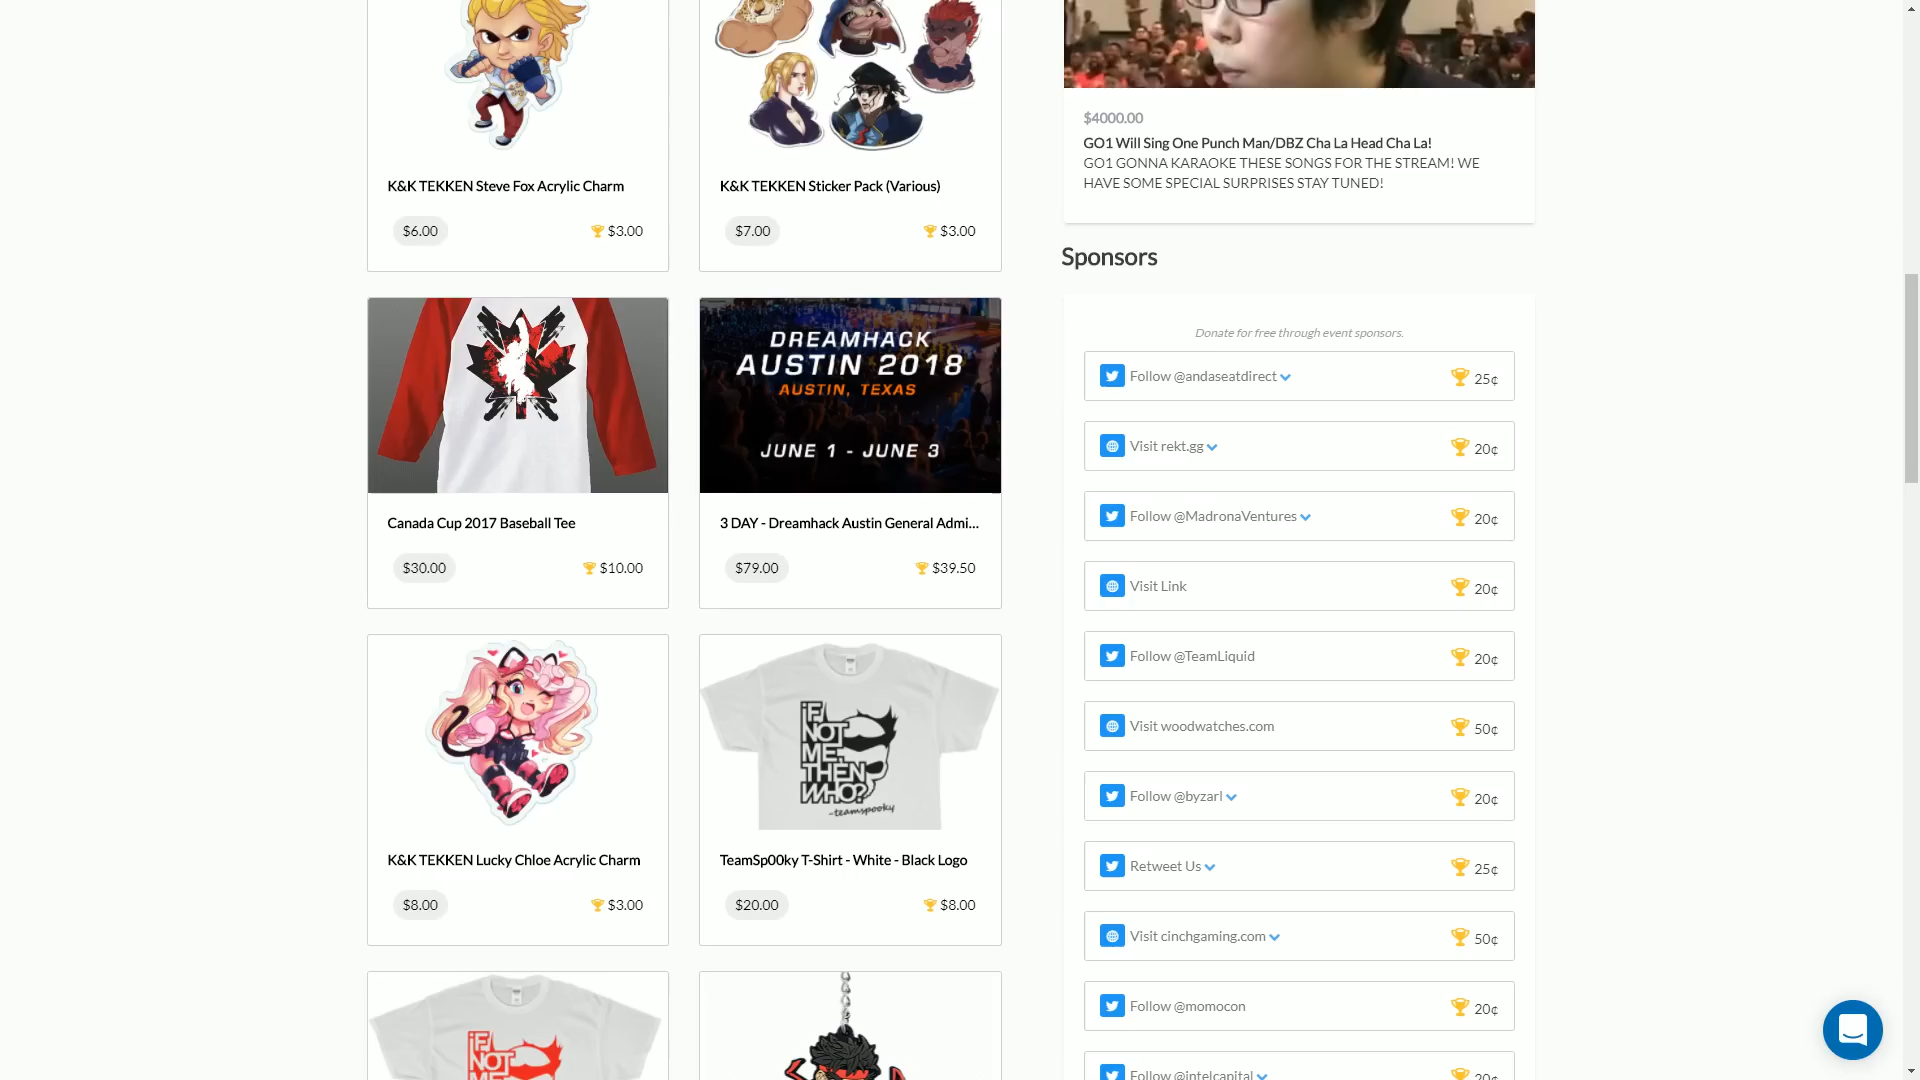 K&K TEKKEN Steve Fox Acrylic Charm
$6.00
$3.00
K&K TEKKEN Sticker Pack (Various)
$7.00
$3.00
DREAMHACK
AUSTIN 2018
AUSTIN, TEXAS
JUNE 1 - JUNE 3
Canada Cup 2017 Baseball Tee
$30.00
$10.00
3 DAY - Dreamhack Austin General Admi...
$79.00
$39.50
IF
NOT
ME,
THEN
WHO?
-teamspooky
K&K TEKKEN Lucky Chloe Acrylic Charm
$8.00
$3.00
TeamSp00ky T-Shirt - White - Black Logo
$20.00
$8.00
IF
NOT
ME
$4000.00
GO1 Will Sing One Punch Man/DBZ Cha La Head Cha La!
GO1 GONNA KARAOKE THESE SONGS FOR THE STREAM! WE
HAVE SOME SPECIAL SURPRISES STAY TUNED!
Sponsors
Donate for free through event sponsors.
Follow @andaseatdirect
25¢
Visit rekt.gg
20¢
Follow @MadronaVentures
20¢
Visit Link
20¢
Follow @TeamLiquid
20¢
Visit woodwatches.com
50¢
Follow @byzarl
20¢
Retweet Us
25¢
Visit cinchgaming.com
50¢
Follow @momocon
20¢
Follow @intelcapital
20¢